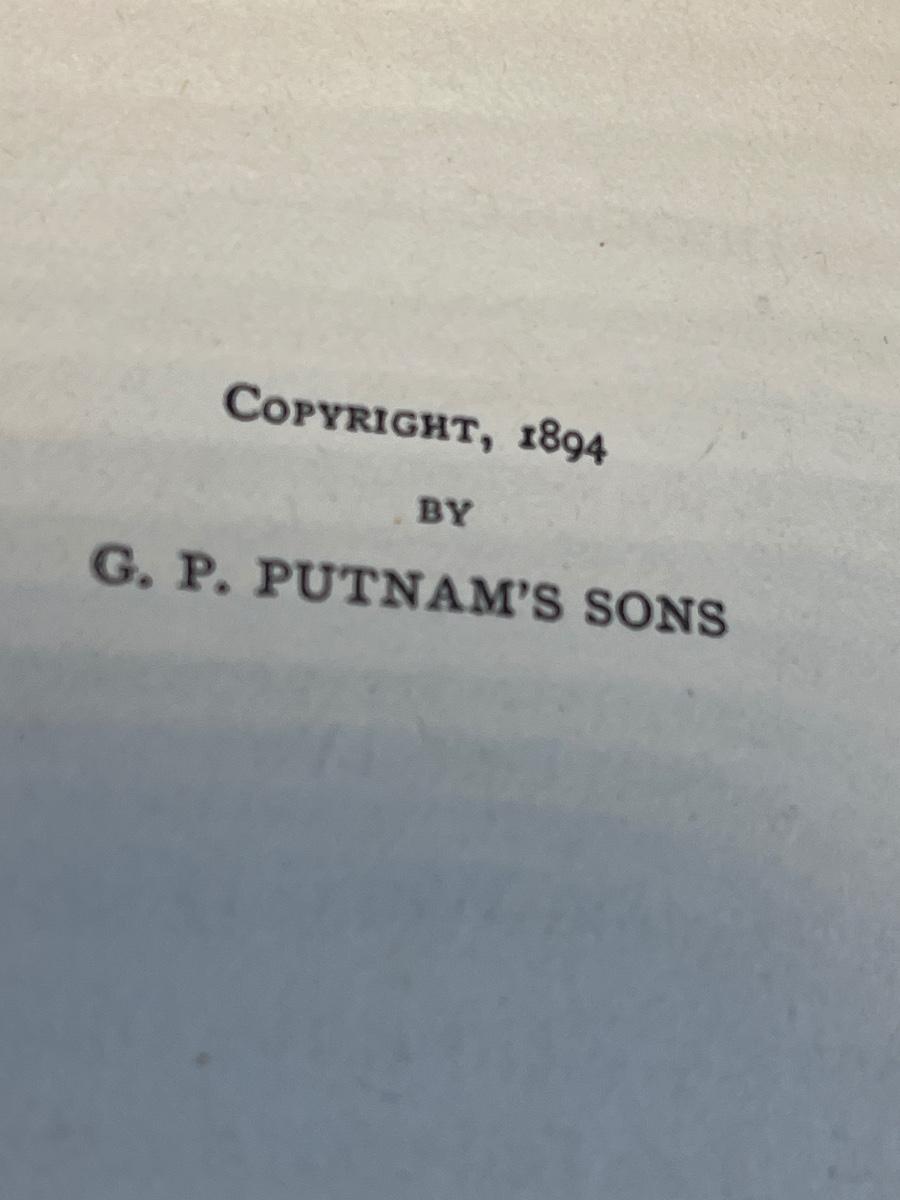 COPYRIGHT, 1894
BY
G. P. PUTNAM'S SONS